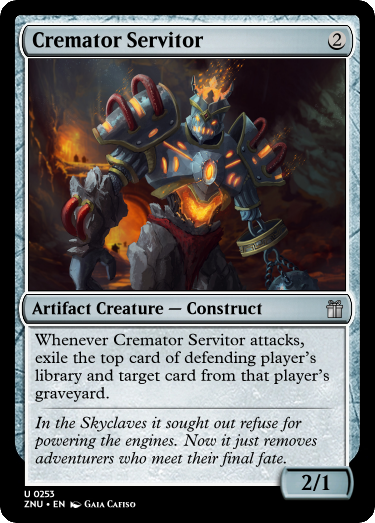 Cremator Servitor 2
Artifact Creature — Construct
Whenever Cremator Servitor attacks,
exile the top card of defending player's
library and target card from that player's
graveyard.
In the Skyclaves it sought out refuse for
powering the engines. Now it just removes
adventurers who meet their final fate.
2/1
U 0253
ZNU • EN Gaia Cafiso